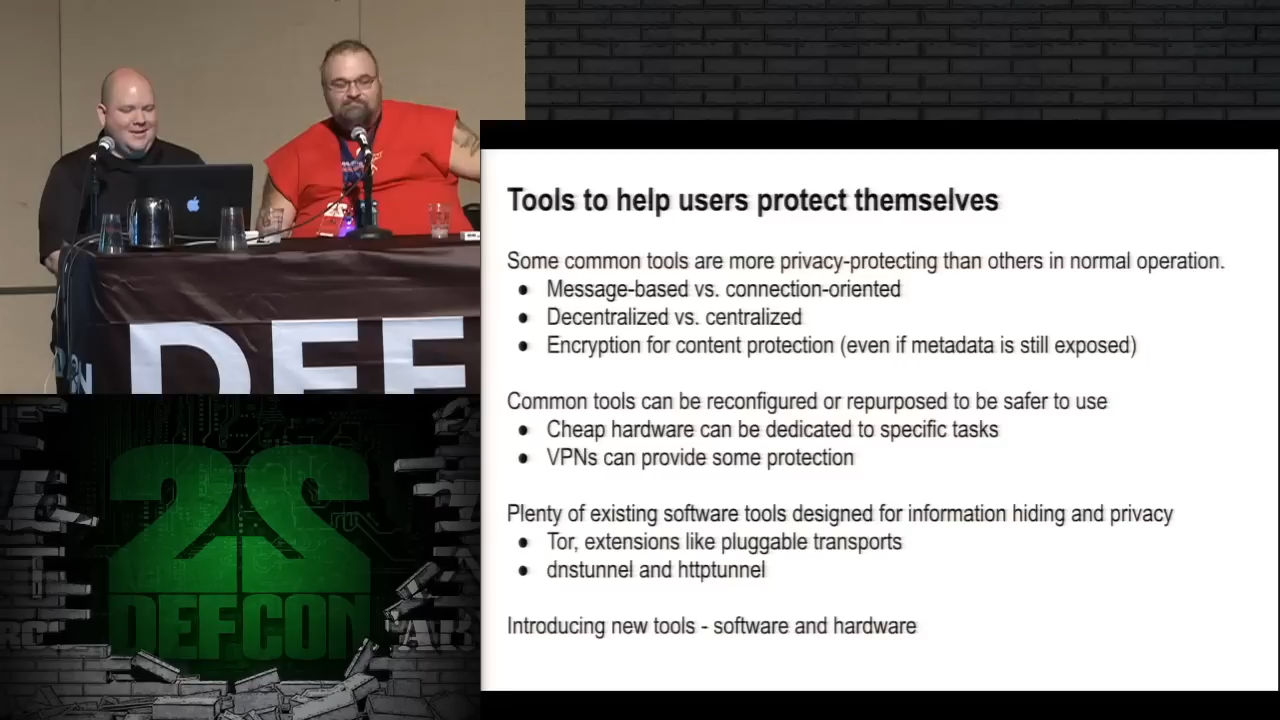 Tools to help users protect themselves
Some common tools are more privacy-protecting than others in normal operation.
● Message-based vs. connection-oriented
● Decentralized vs. centralized
● Encryption for content protection (even if metadata is still exposed)
Common tools can be reconfigured or repurposed to be safer to use
● Cheap hardware can be dedicated to specific tasks
● VPNs can provide some protection
Plenty of existing software tools designed for information hiding and privacy
● Tor, extensions like pluggable transports
● dnstunnel and httptunnel
Introducing new tools - software and hardware
DEF
22
DEFCON